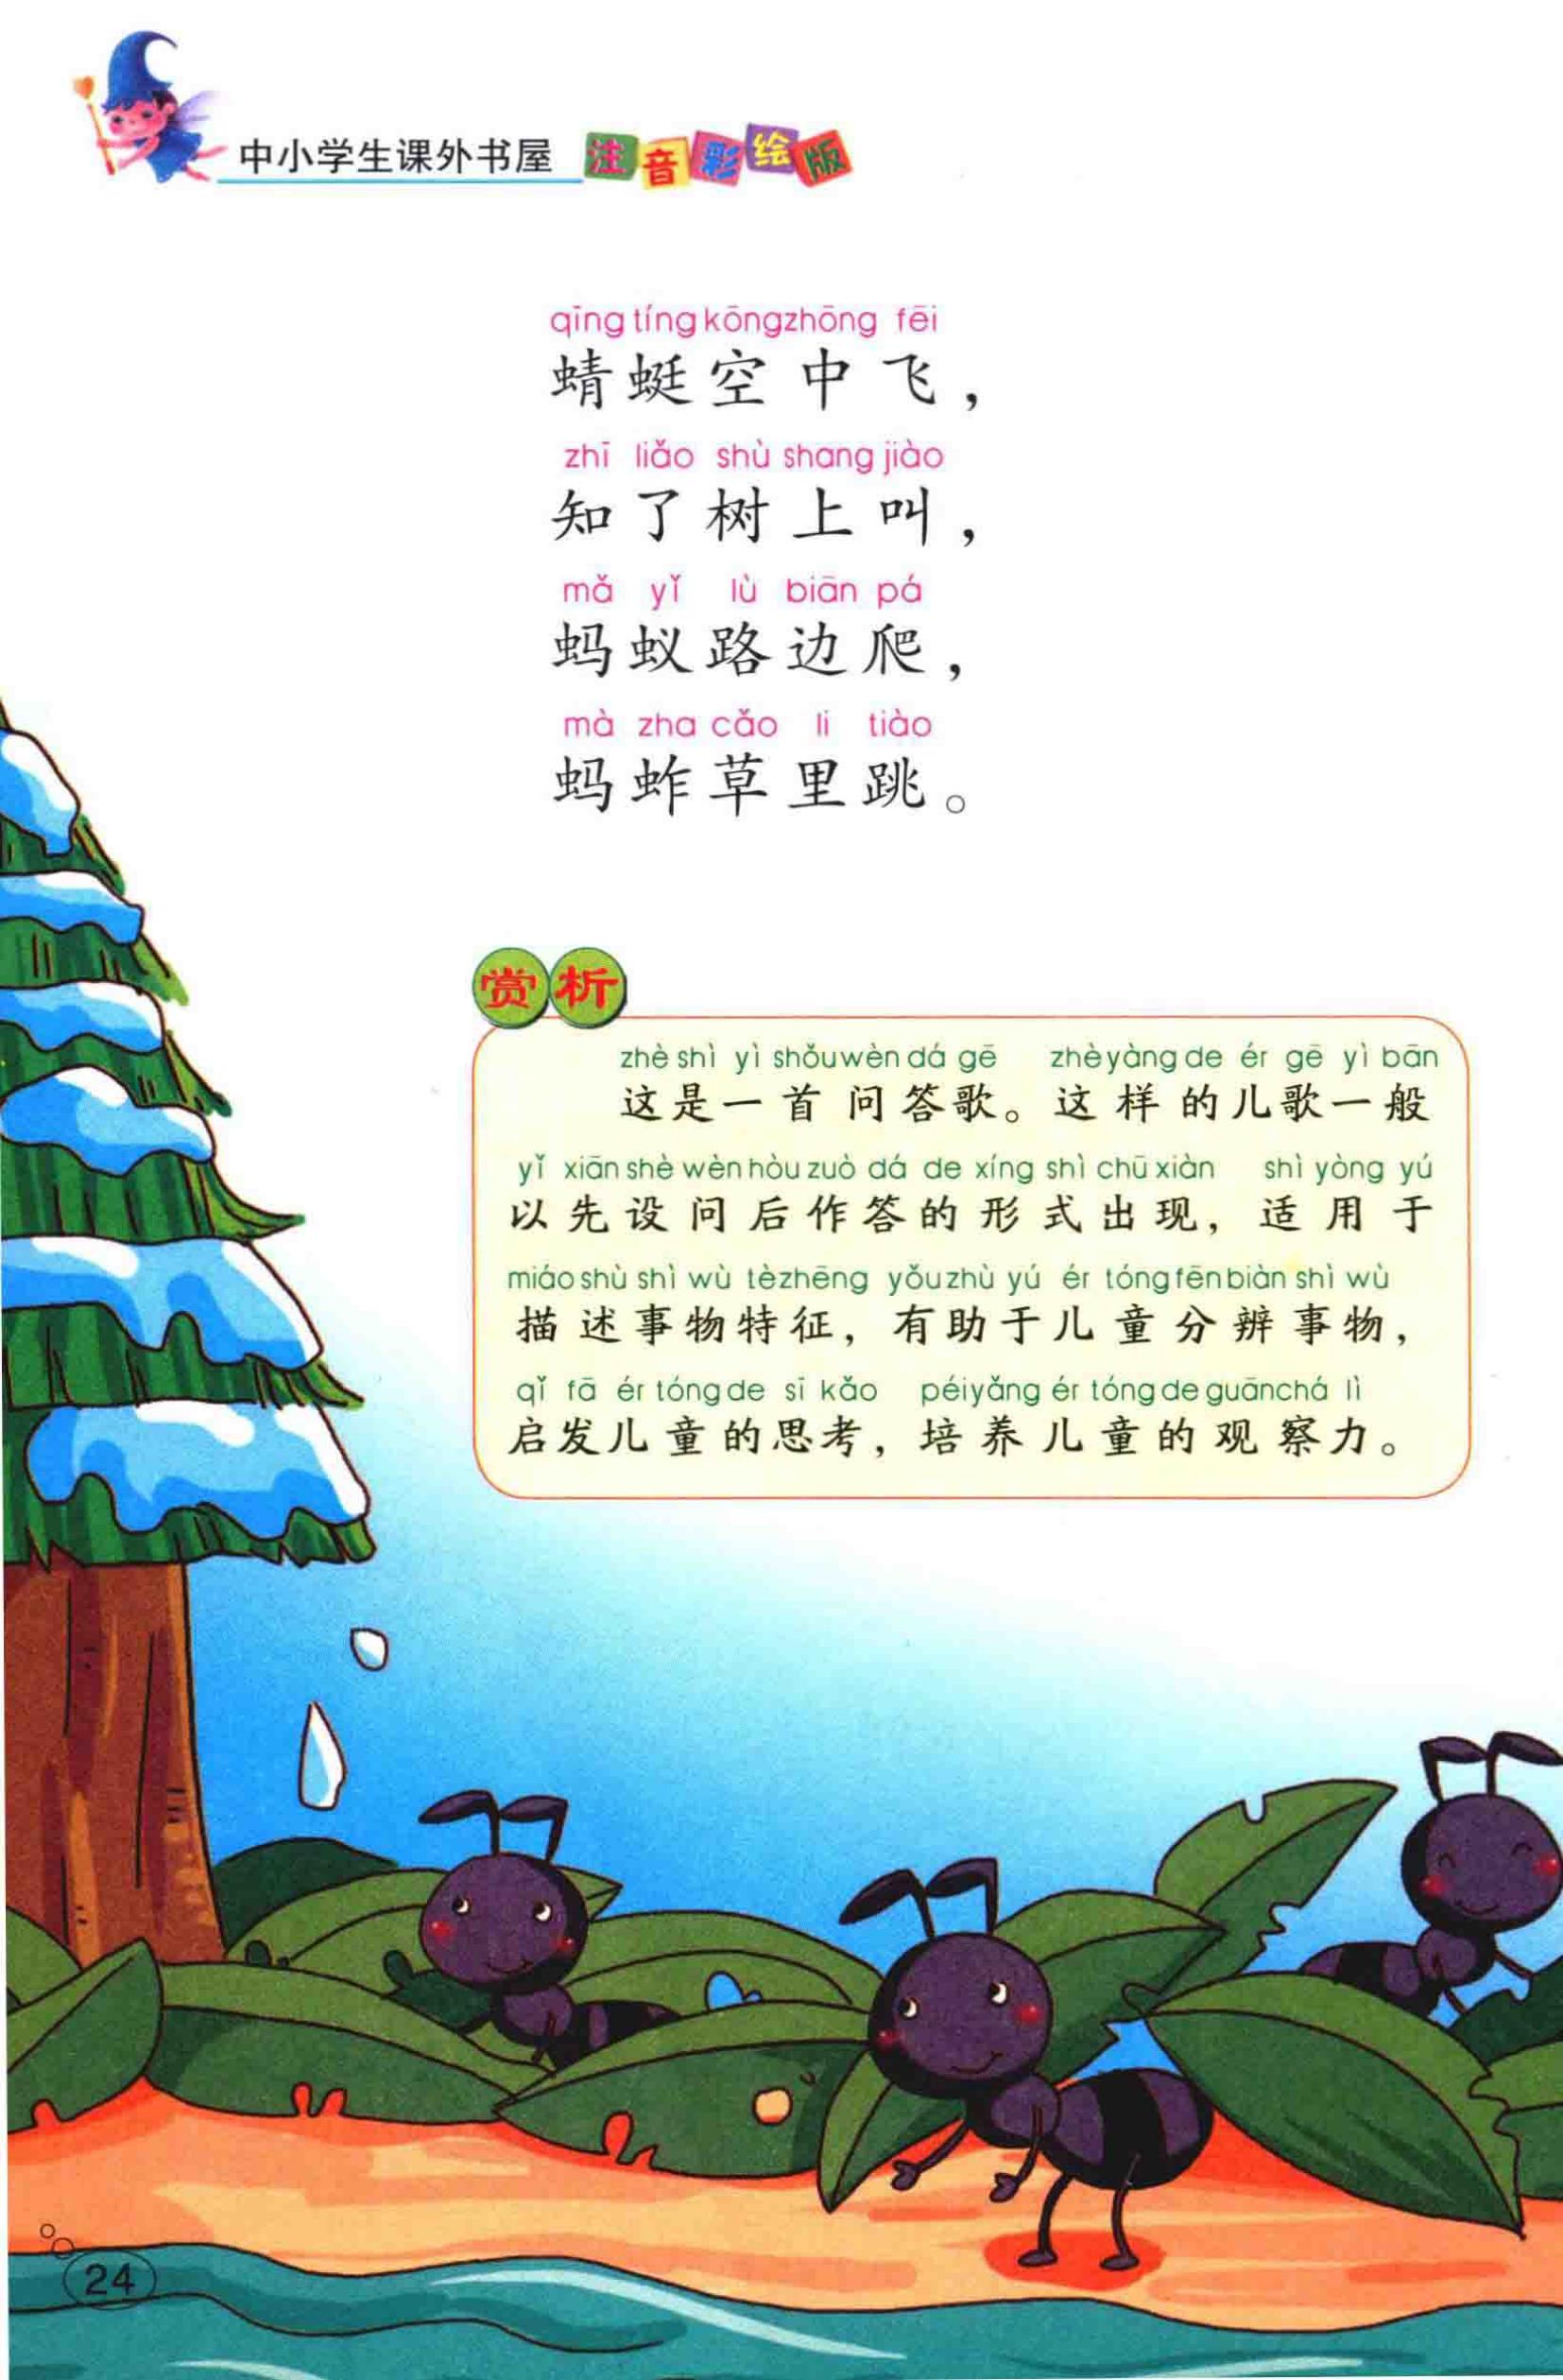 中小学生课外书屋 注音彩绘版
qīng tíng kōng zhōng fēi
蜻蜓空中飞，
zhī liǎo shù shang jiào
知了树上叫，
mǎ yǐ lù biān pá
蚂蚁路边爬，
mà zha cǎo li tiào
蚂蚱草里跳。
赏析
zhè shì yì shǒu wèn dá gē zhè yàng de ér gē yì bān
这是一首问答歌。这样的儿歌一般
yǐ xiān shè wèn hòu zuò dá de xíng shì chū xiàn shì yòng yú
以先设问后作答的形式出现，适用于
miáo shù shì wù tè zhēng yǒu zhù yú ér tóng fēn biàn shì wù
描述事物特征，有助于儿童分辨事物，
qǐ fā ér tóng de sī kǎo péi yǎng ér tóng de guān chá lì
启发儿童的思考，培养儿童的观察力。
24